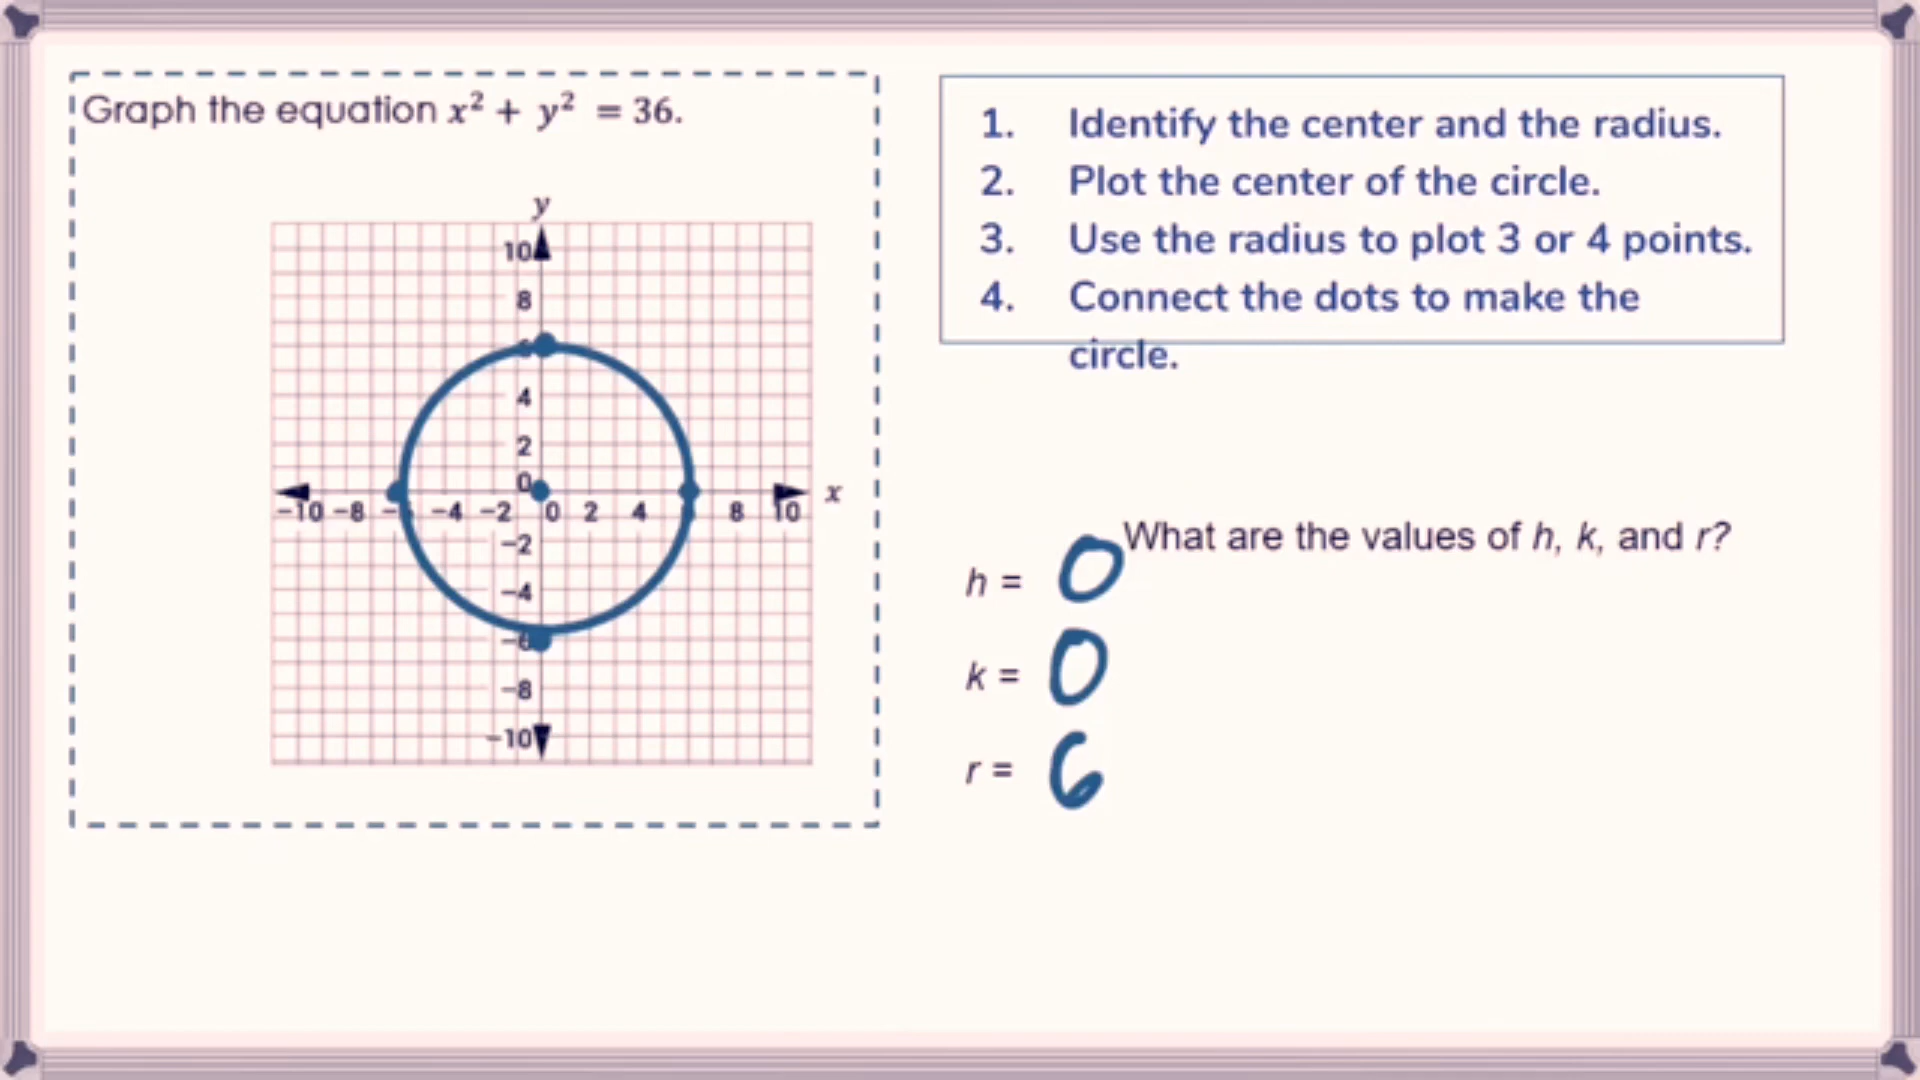 Graph the equation x² + y² = 36.
y
10
8
6
4
2
0
−10 −8 − −4 −2 0 2 4 8 10 x
−2
−4
−6
−8
−10
1. Identify the center and the radius.
2. Plot the center of the circle.
3. Use the radius to plot 3 or 4 points.
4. Connect the dots to make the
circle.
What are the values of h, k, and r?
h = 0
k = 0
r = 6